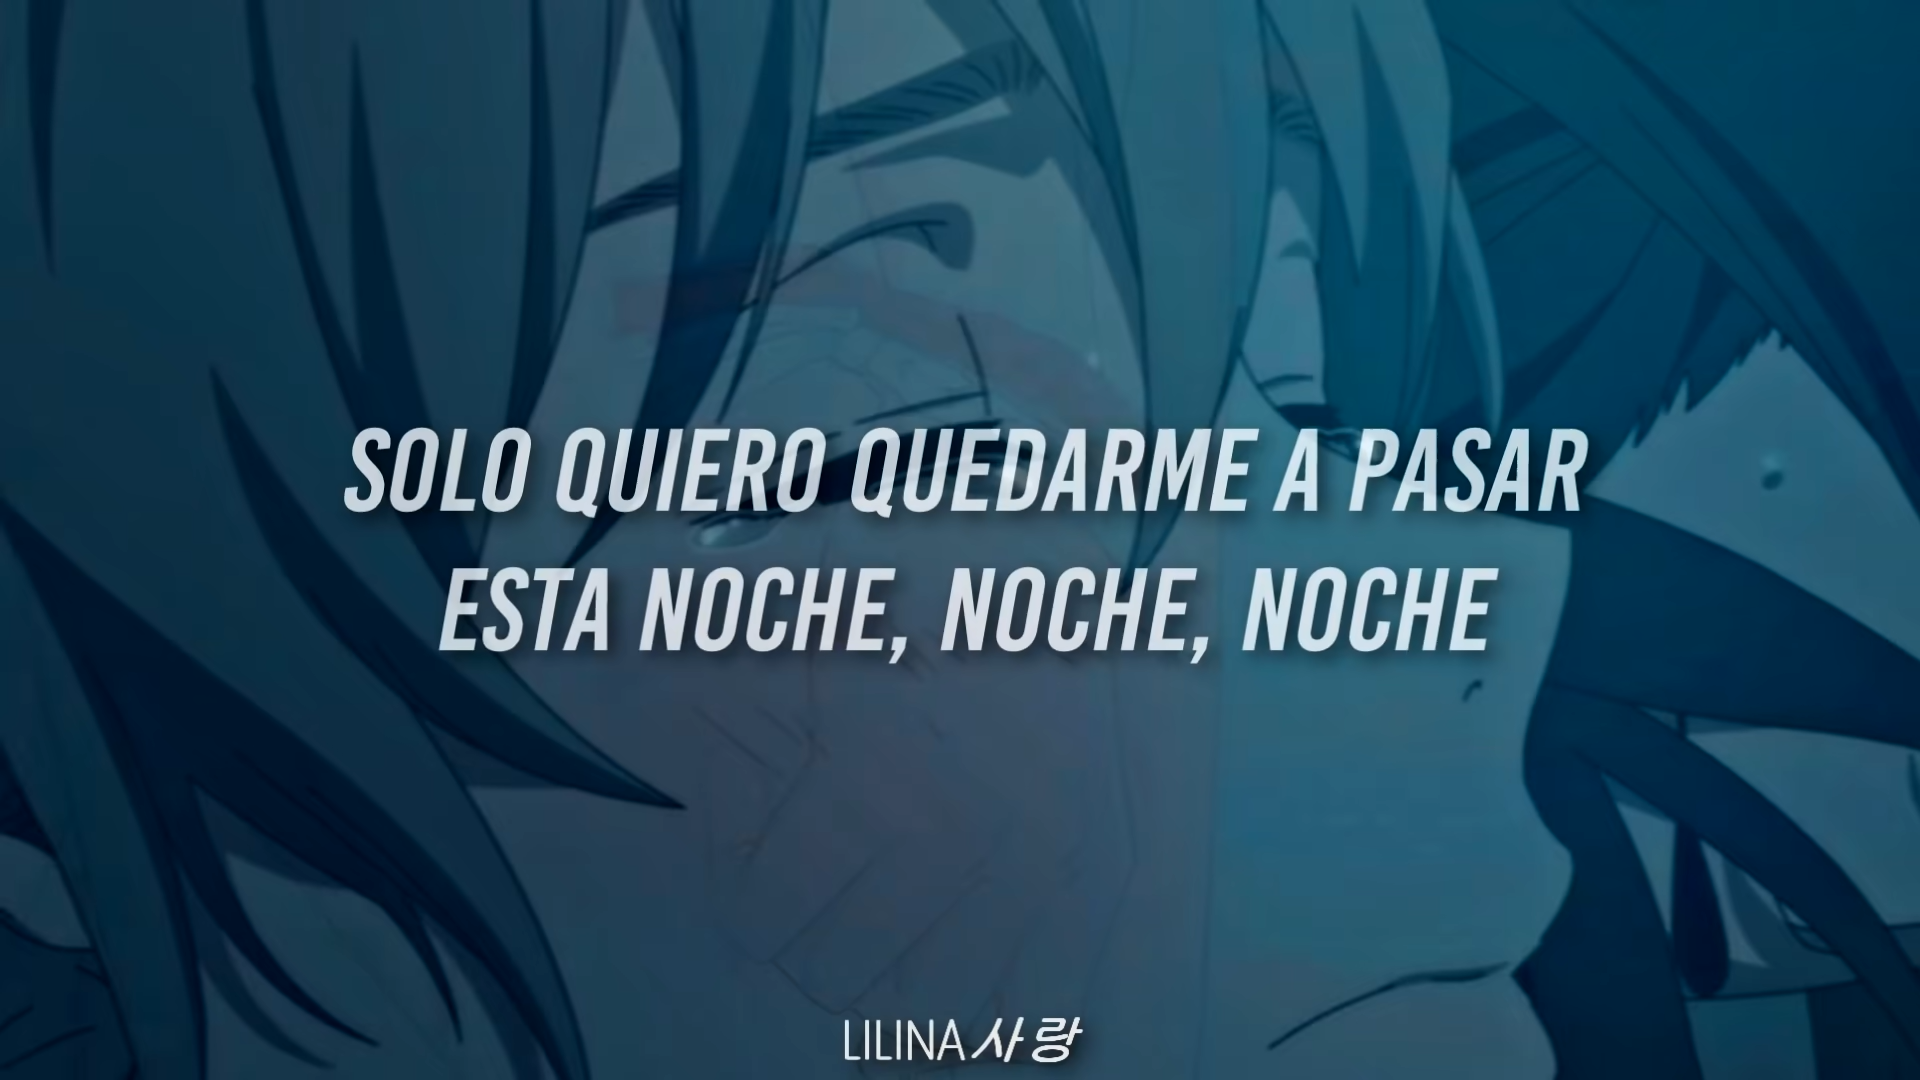 SOLO QUIERO QUEDARME A PASAR
ESTA NOCHE, NOCHE, NOCHE
LILINA사랑